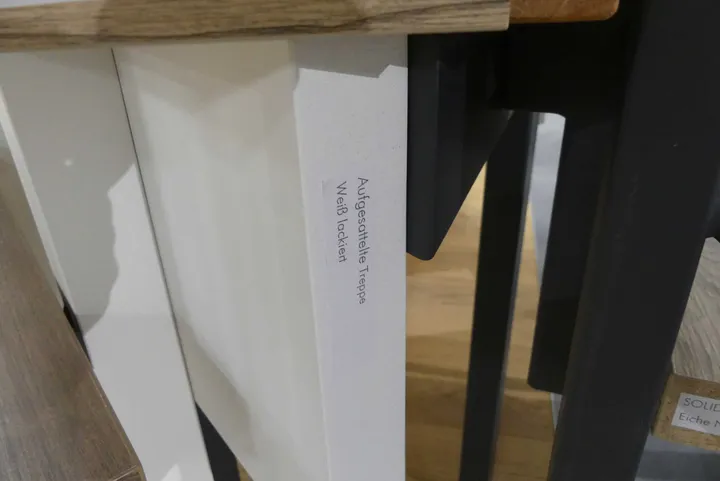 Aufgesattelte Treppe
Weiß lackiert
SOLID
Eiche